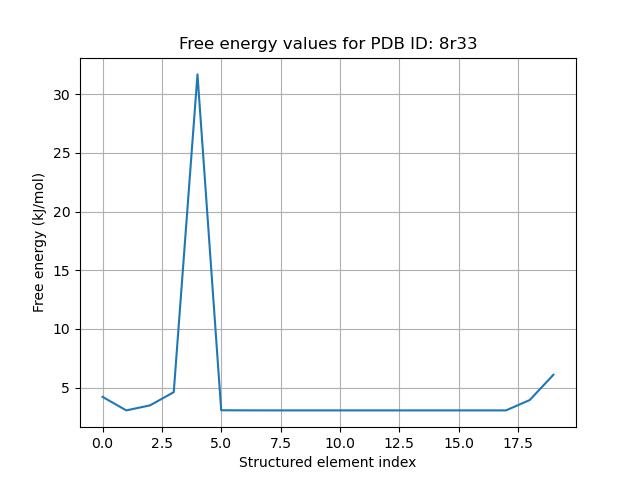 Free energy values for PDB ID: 8r33
30
25
20
15
10
5
Free energy (kJ/mol)
0.0 2.5 5.0 7.5 10.0 12.5 15.0 17.5
Structured element index